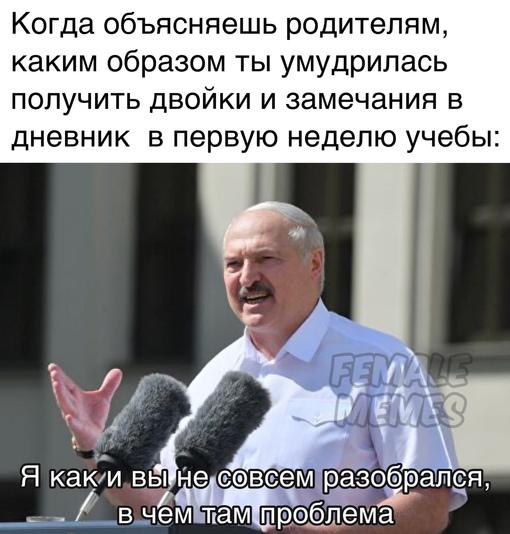 Когда объясняешь родителям,
каким образом ты умудрилась
получить двойки и замечания в
дневник  в первую неделю учебы:
FEMALE
MEMES
Я как и вы не совсем разобрался,
в чем там проблема